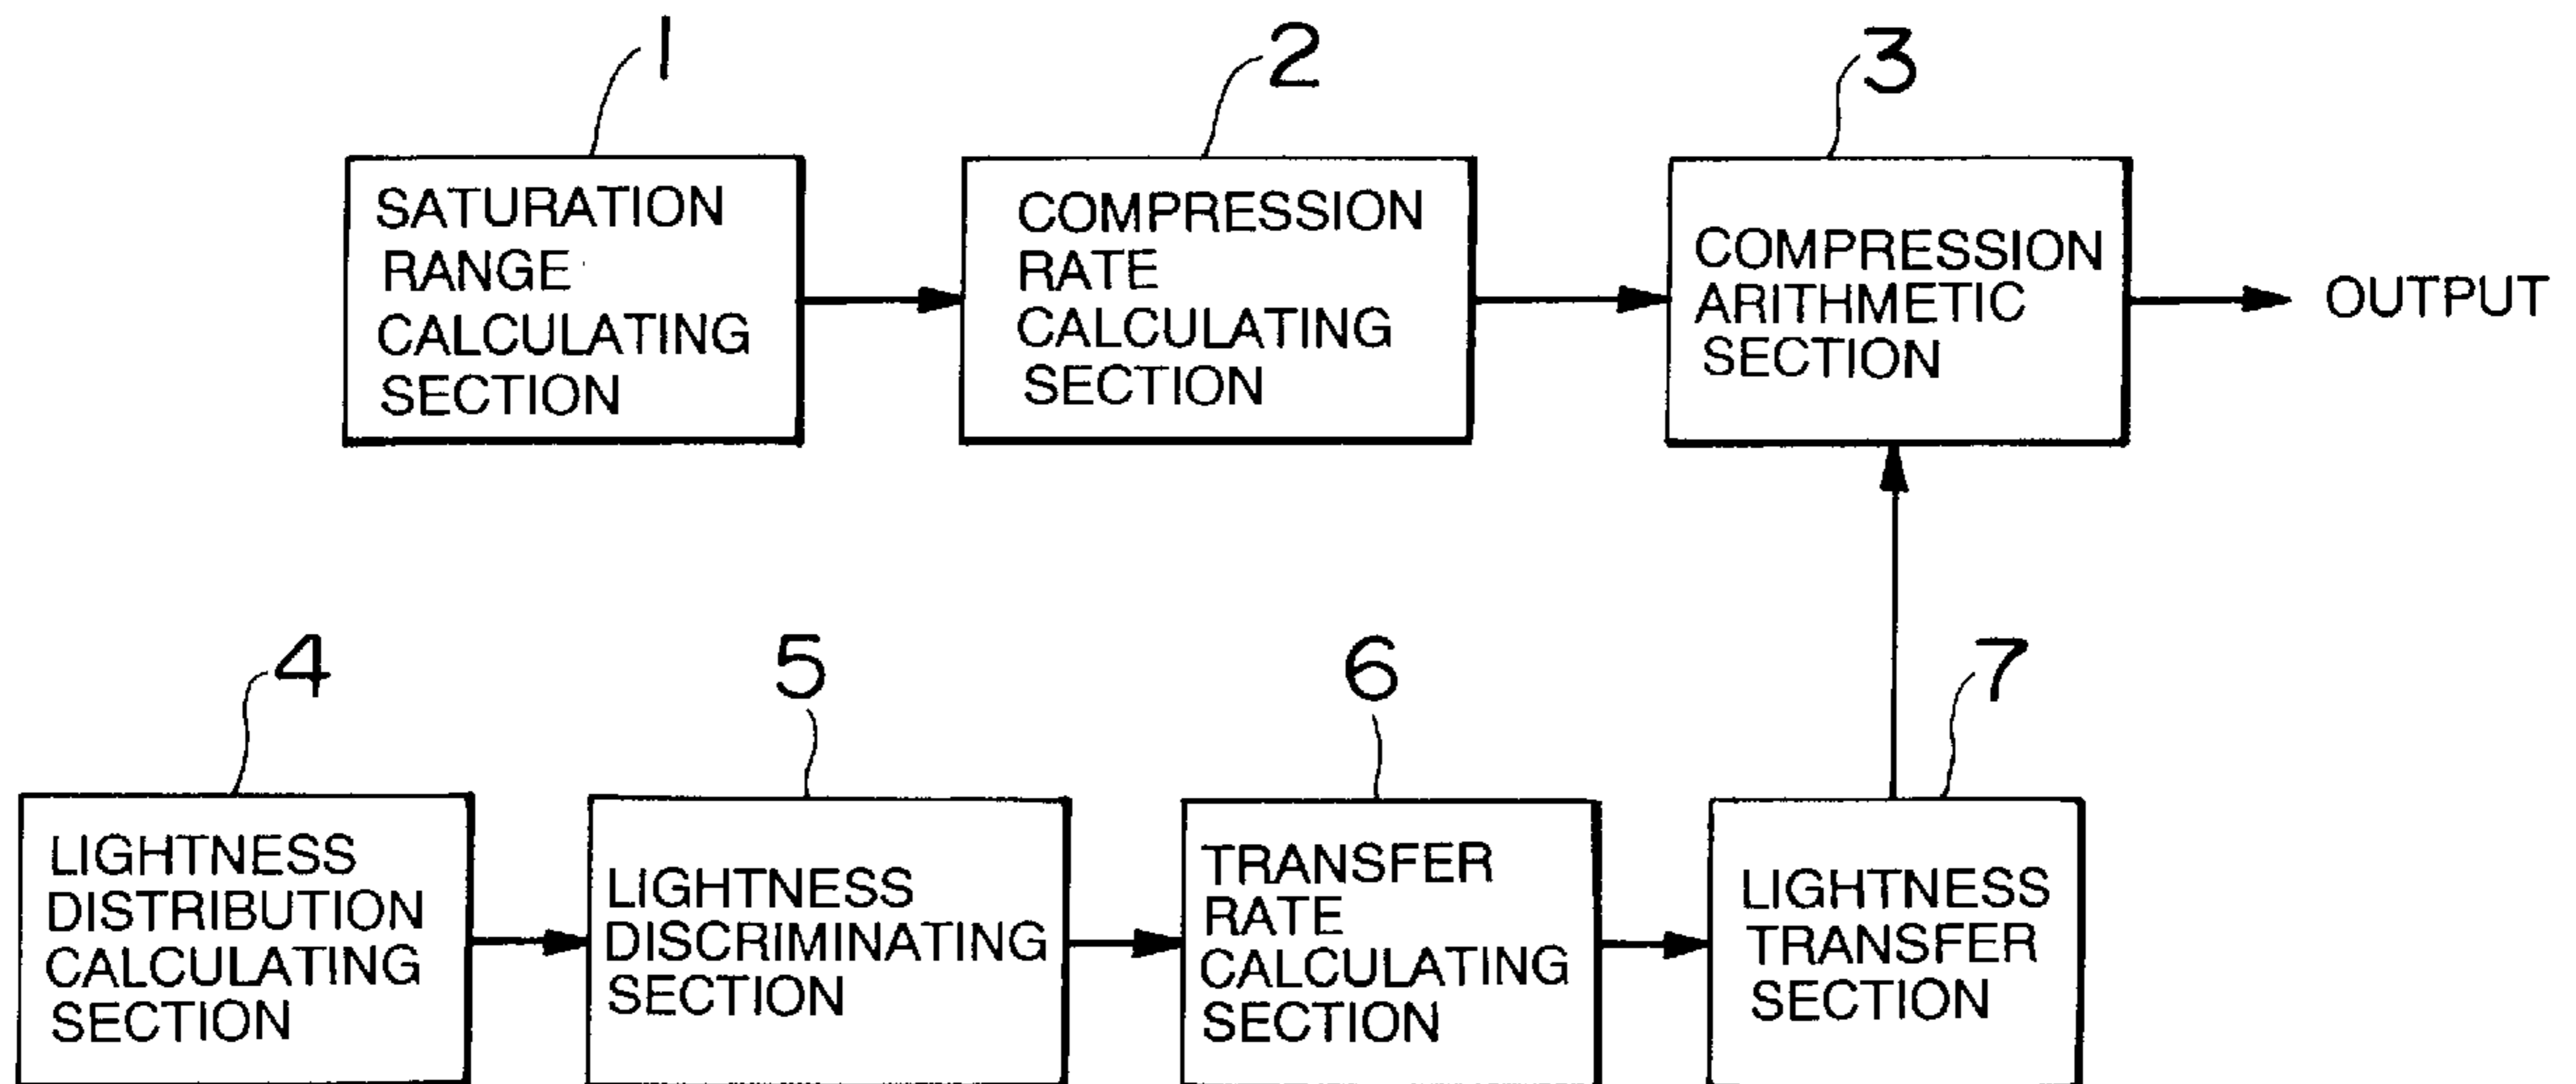 1
2
3
SATURATION
RANGE
CALCULATING
SECTION
COMPRESSION
RATE
CALCULATING
SECTION
COMPRESSION
ARITHMETIC
SECTION
OUTPUT
4
5
6
7
LIGHTNESS
DISTRIBUTION
CALCULATING
SECTION
LIGHTNESS
DISCRIMINATING
SECTION
TRANSFER
RATE
CALCULATING
SECTION
LIGHTNESS
TRANSFER
SECTION